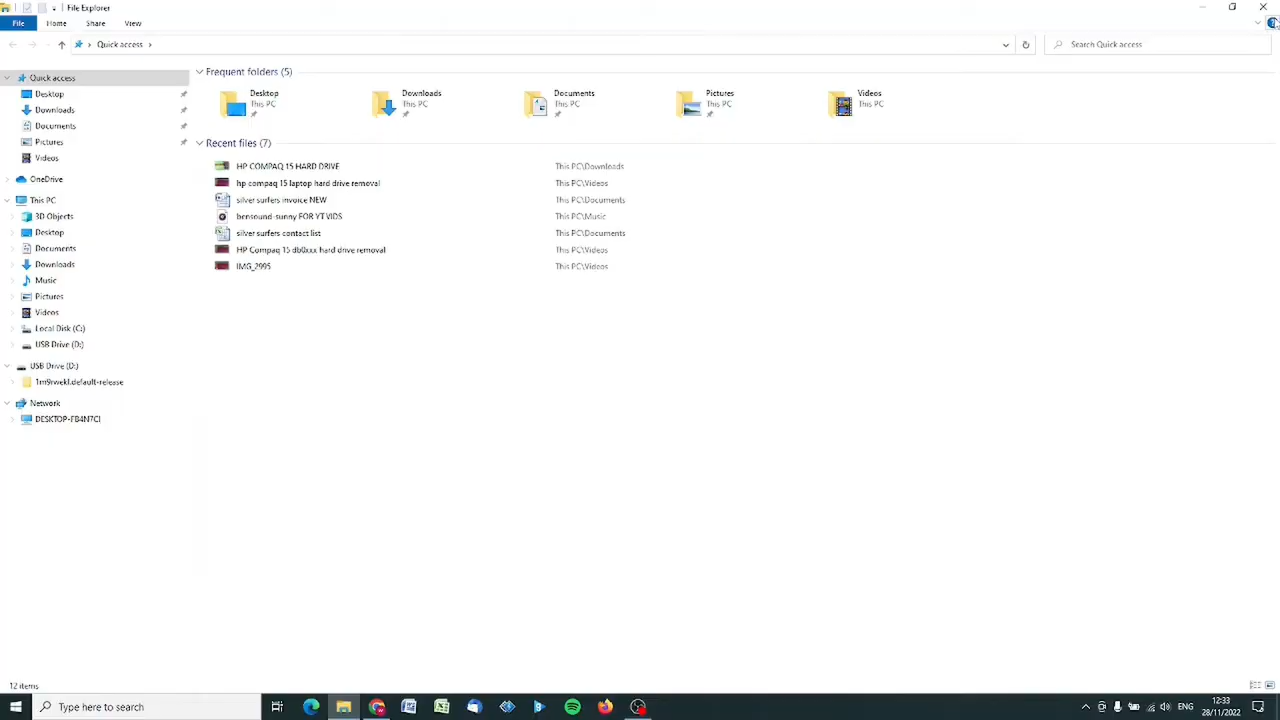 File Explorer
File Home Share View
Quick access
Search Quick access
Quick access
Desktop
Downloads
Documents
Pictures
Videos
OneDrive
This PC
3D Objects
Desktop
Documents
Downloads
Music
Pictures
Videos
Local Disk (C:)
USB Drive (D:)
USB Drive (D:)
1m9rwekl.default-release
Network
Frequent folders (5)
Desktop
This PC
Downloads
This PC
Documents
This PC
Pictures
This PC
Videos
This PC
Recent files (7)
HP COMPAQ 15 HARD DRIVE This PC\Downloads
hp compaq 15 laptop hard drive removal This PC\Videos
silver surfers invoice NEW This PC\Documents
bensound-sunny FOR YT VIDS This PC\Music
silver surfers contact list This PC\Documents
HP Compaq 15 db0xxx hard drive removal This PC\Videos
IMG_2995 This PC\Videos
12 items
Type here to search
ENG
12:33
28/11/2022